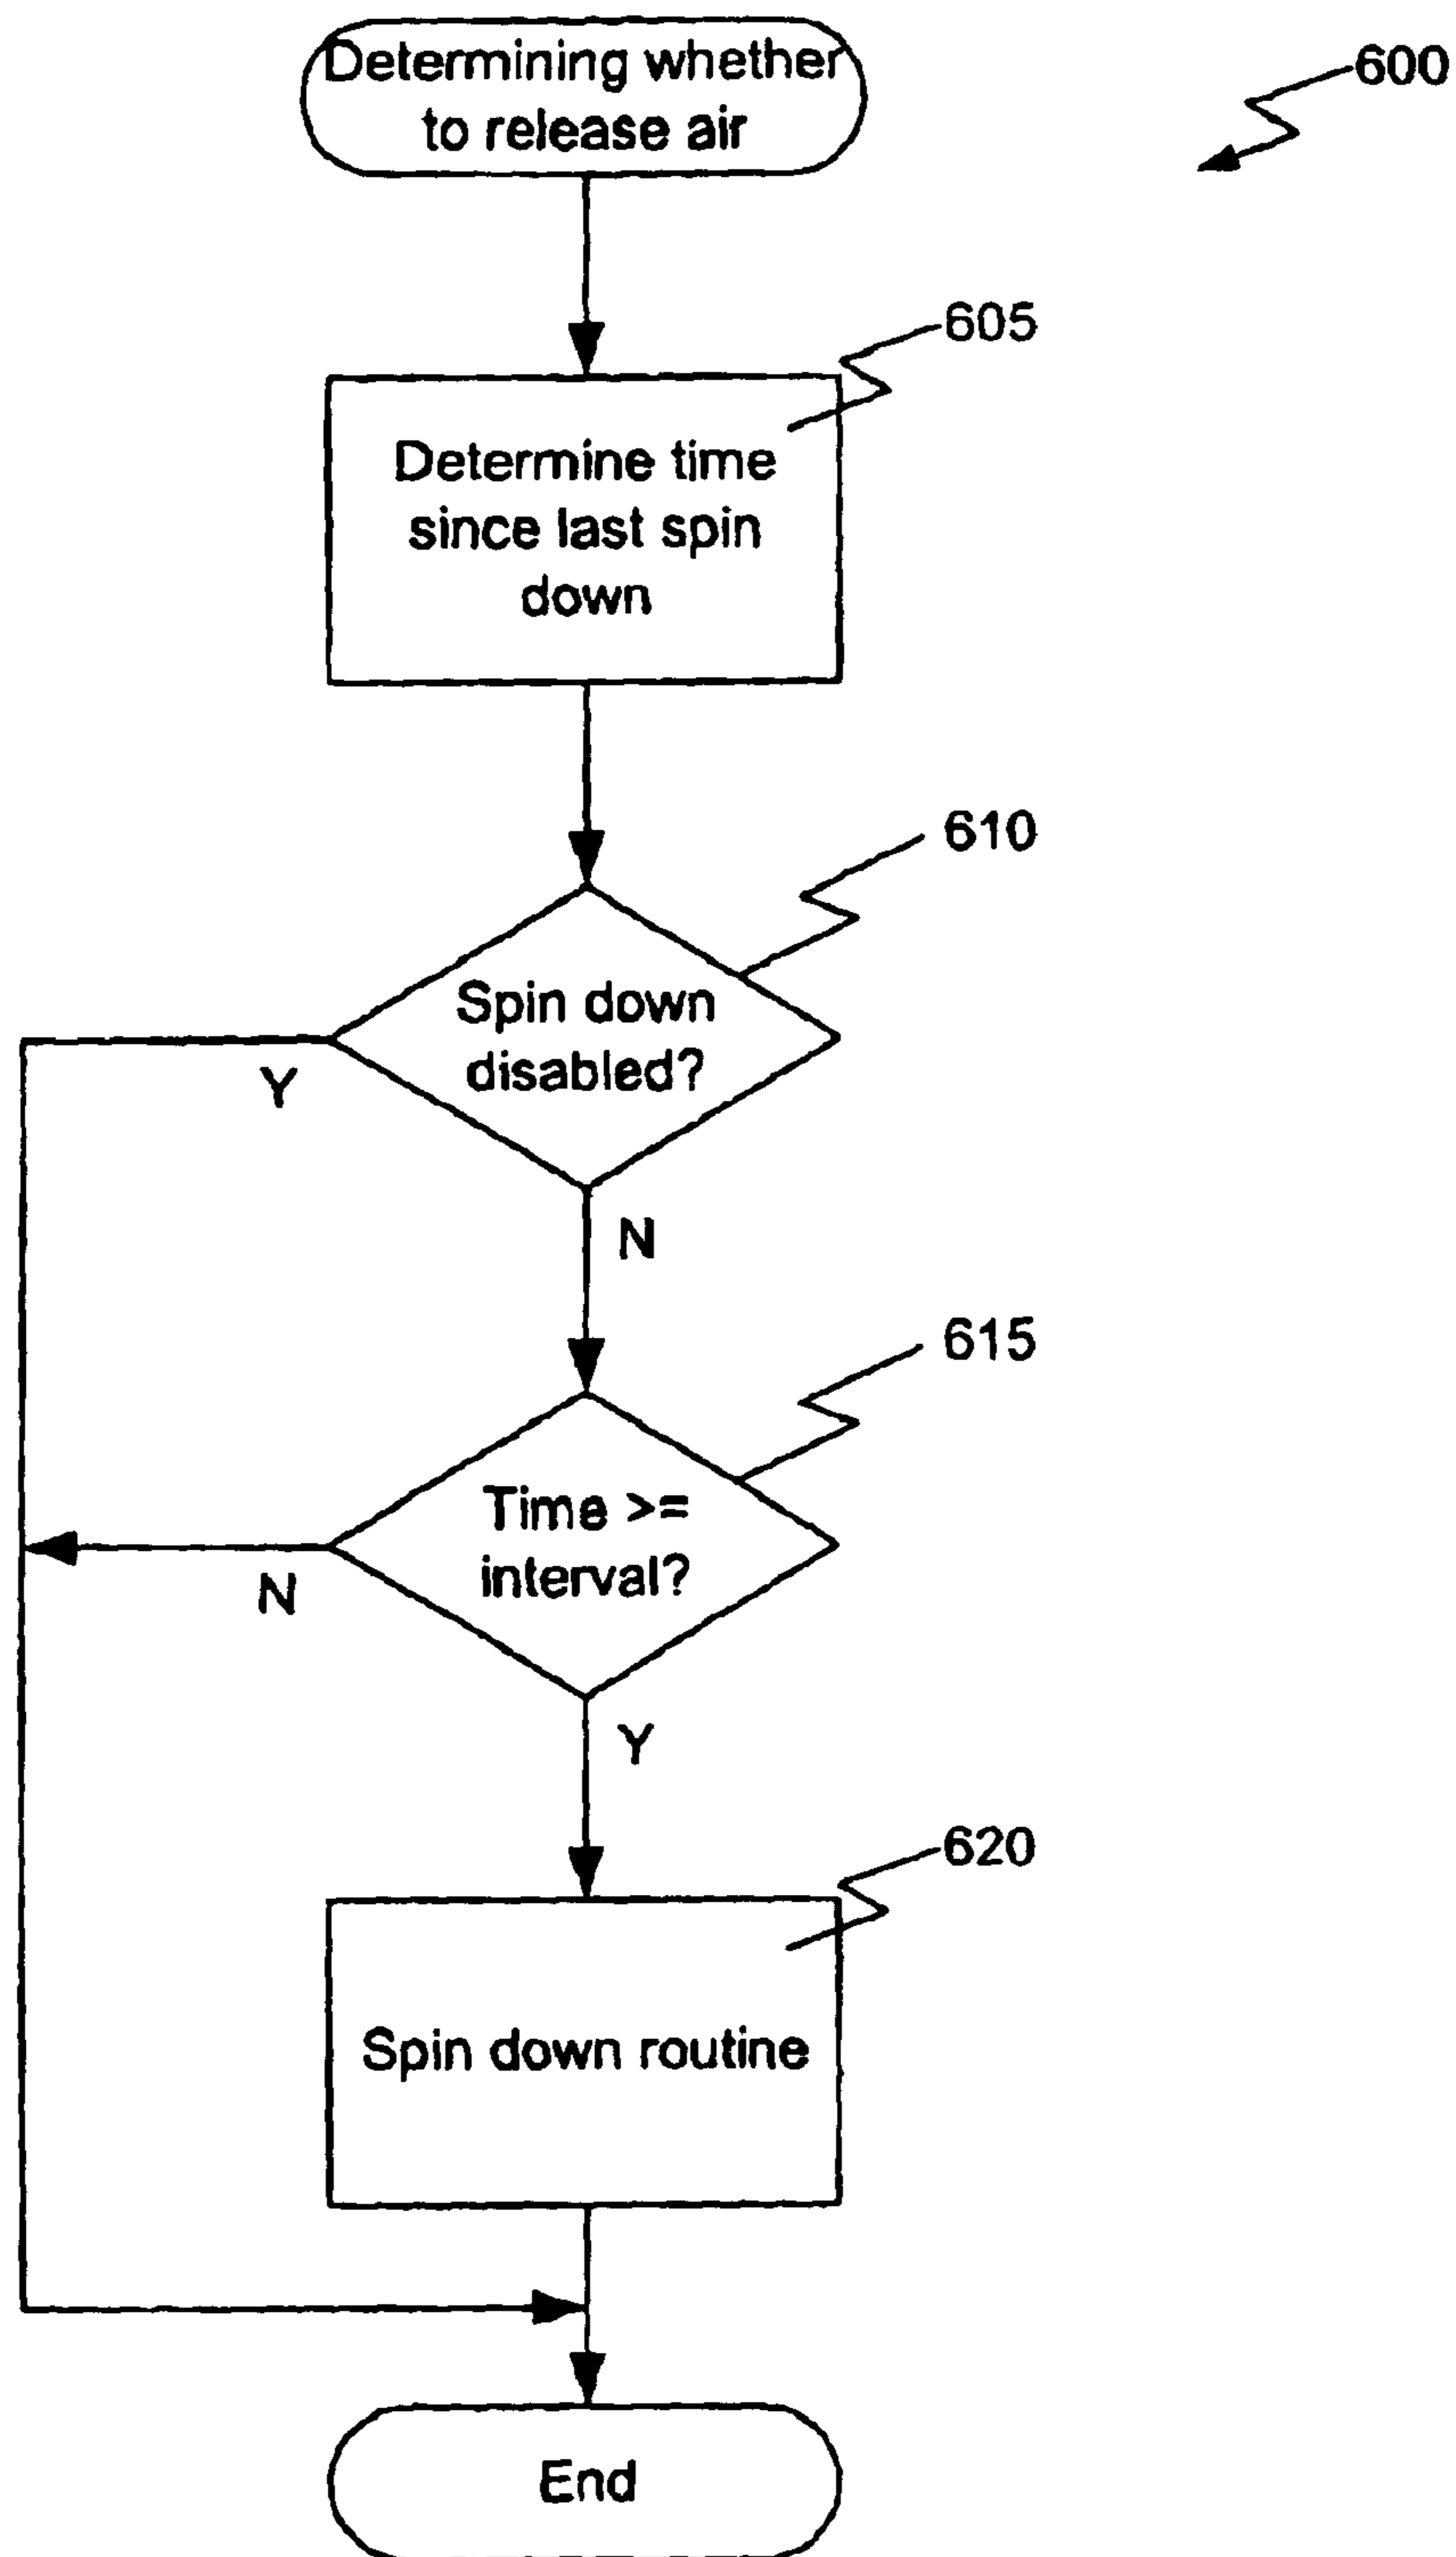 Determining whether
to release air
600
605
Determine time
since last spin
down
610
Spin down
disabled?
Y
N
615
Time >=
interval?
N
Y
620
Spin down routine
End